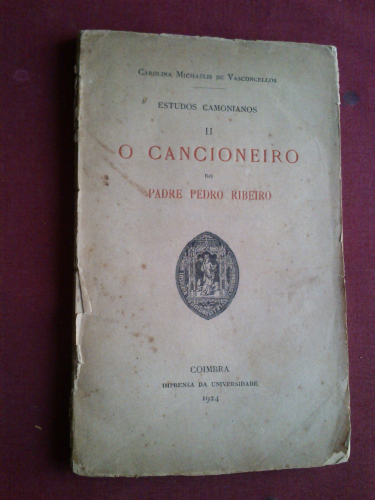 Carolina Michaëlis de Vasconcellos
ESTUDOS CAMONIANOS
II
O CANCIONEIRO
DO
PADRE PEDRO RIBEIRO
COIMBRA
IMPRENSA DA UNIVERSIDADE
1924